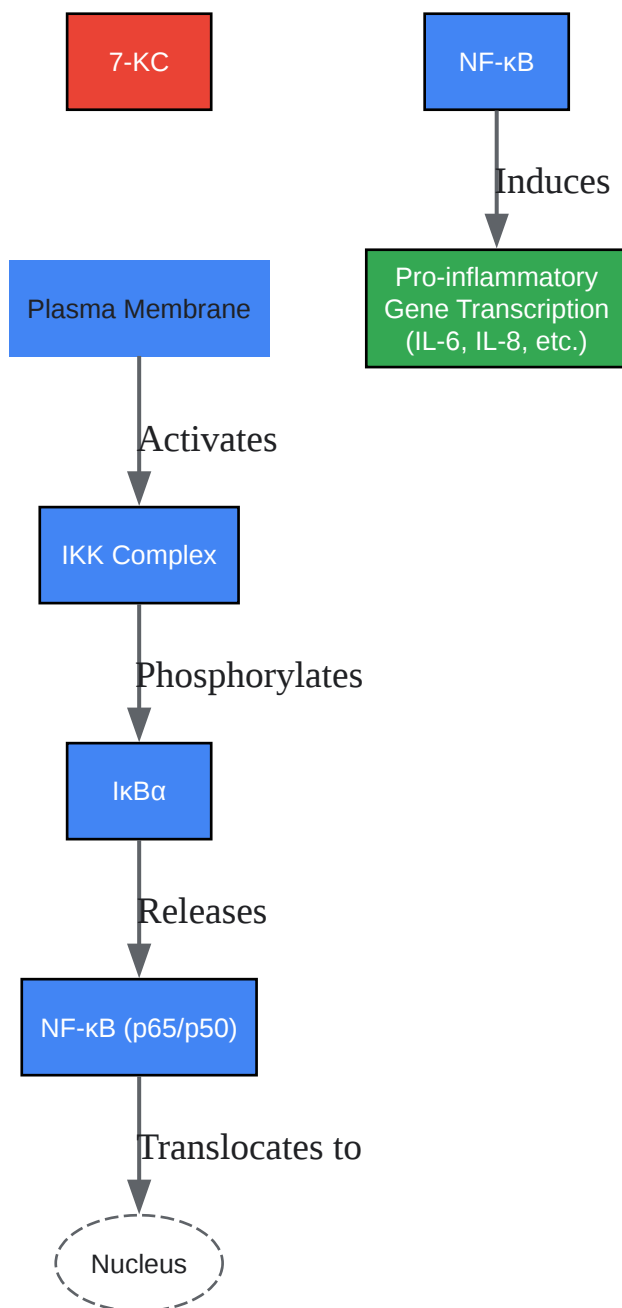 7-KC
NF-κB
Induces
Plasma Membrane
Pro-inflammatory
Gene Transcription
(IL-6, IL-8, etc.)
Activates
IKK Complex
Phosphorylates
IκBα
Releases
NF-κB (p65/p50)
Translocates to
Nucleus